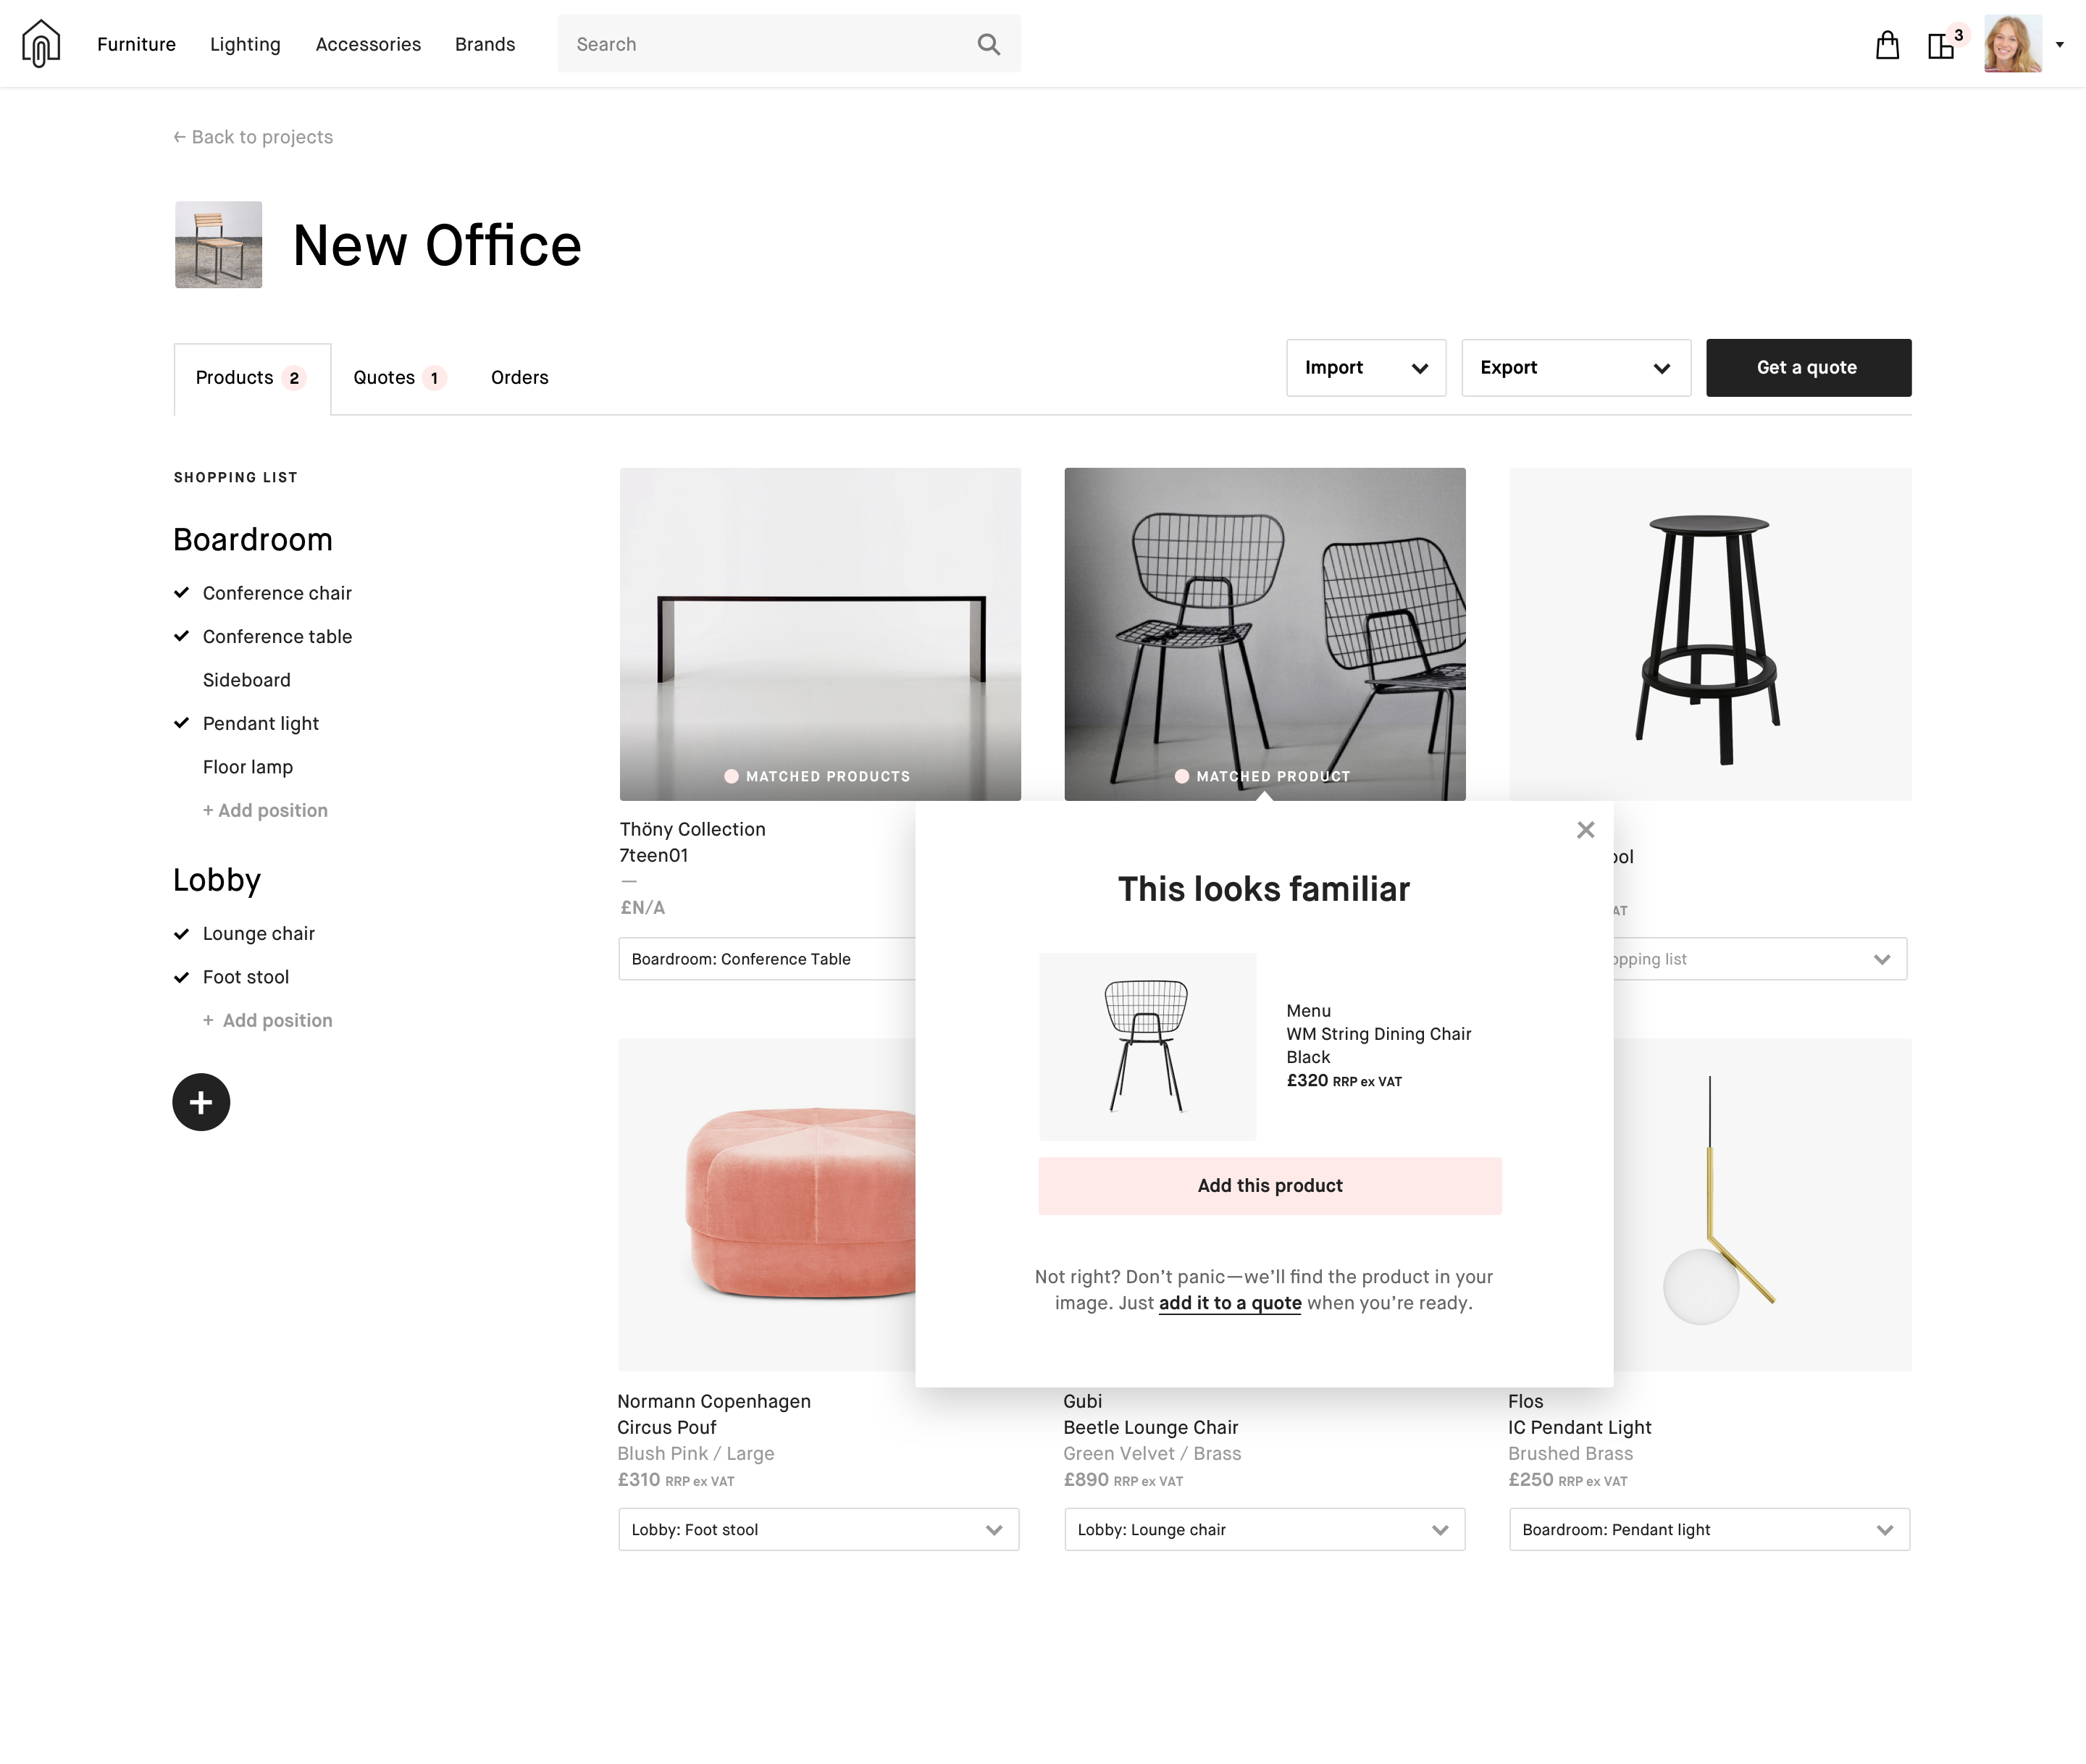 Furniture
Lighting
Accessories
Brands
Search
3
← Back to projects
New Office
Products 2
Quotes 1
Orders
Import
Export
Get a quote
SHOPPING LIST
Boardroom
Conference chair
Conference table
Sideboard
Pendant light
Floor lamp
+ Add position
Lobby
Lounge chair
Foot stool
+ Add position
MATCHED PRODUCTS
Thöny Collection
7teen01
—
£N/A
Boardroom: Conference Table
MATCHED PRODUCT
This looks familiar
Menu
WM String Dining Chair
Black
£320 RRP ex VAT
Add this product
Not right? Don’t panic—we’ll find the product in your
image. Just add it to a quote when you’re ready.
list
Normann Copenhagen
Circus Pouf
Blush Pink / Large
£310 RRP ex VAT
Lobby: Foot stool
Gubi
Beetle Lounge Chair
Green Velvet / Brass
£890 RRP ex VAT
Lobby: Lounge chair
Flos
IC Pendant Light
Brushed Brass
£250 RRP ex VAT
Boardroom: Pendant light